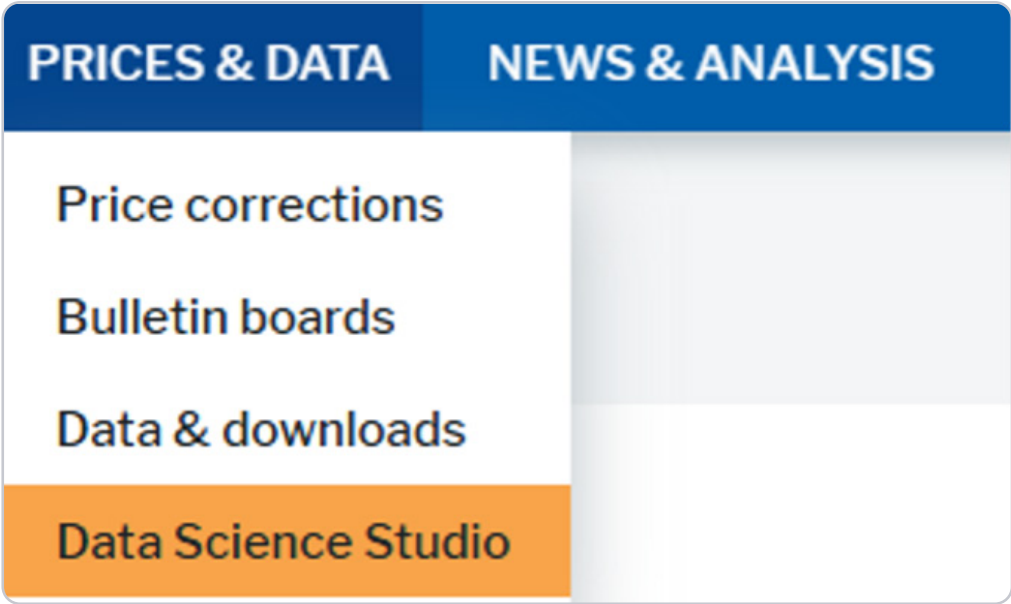 PRICES & DATA NEWS & ANALYSIS
Price corrections
Bulletin boards
Data & downloads
Data Science Studio